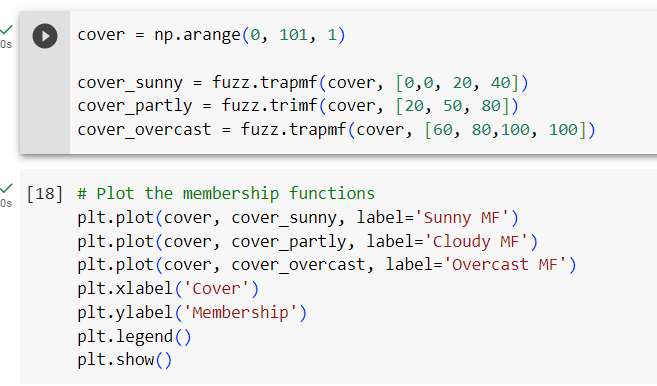 cover = np.arange(0, 101, 1)
0s
cover_sunny = fuzz.trapmf(cover, [0,0, 20, 40])
cover_partly = fuzz.trimf(cover, [20, 50, 80])
cover_overcast = fuzz.trapmf(cover, [60, 80,100, 100])
[18] # Plot the membership functions
0s
plt.plot(cover, cover_sunny, label='Sunny MF')
plt.plot(cover, cover_partly, label='Cloudy MF')
plt.plot(cover, cover_overcast, label='Overcast MF')
plt.xlabel('Cover')
plt.ylabel('Membership')
plt.legend()
plt.show()